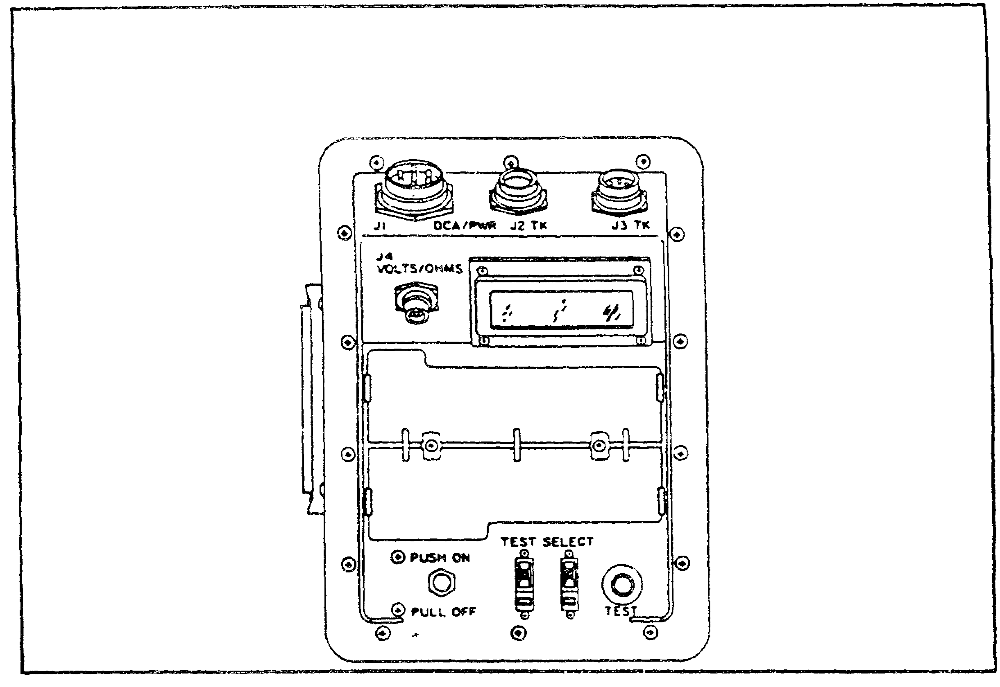 J1 DCA/PWR J2 TK J3 TK
J4
VOLTS/OHMS
TEST SELECT
PUSH ON
PULL OFF
TEST